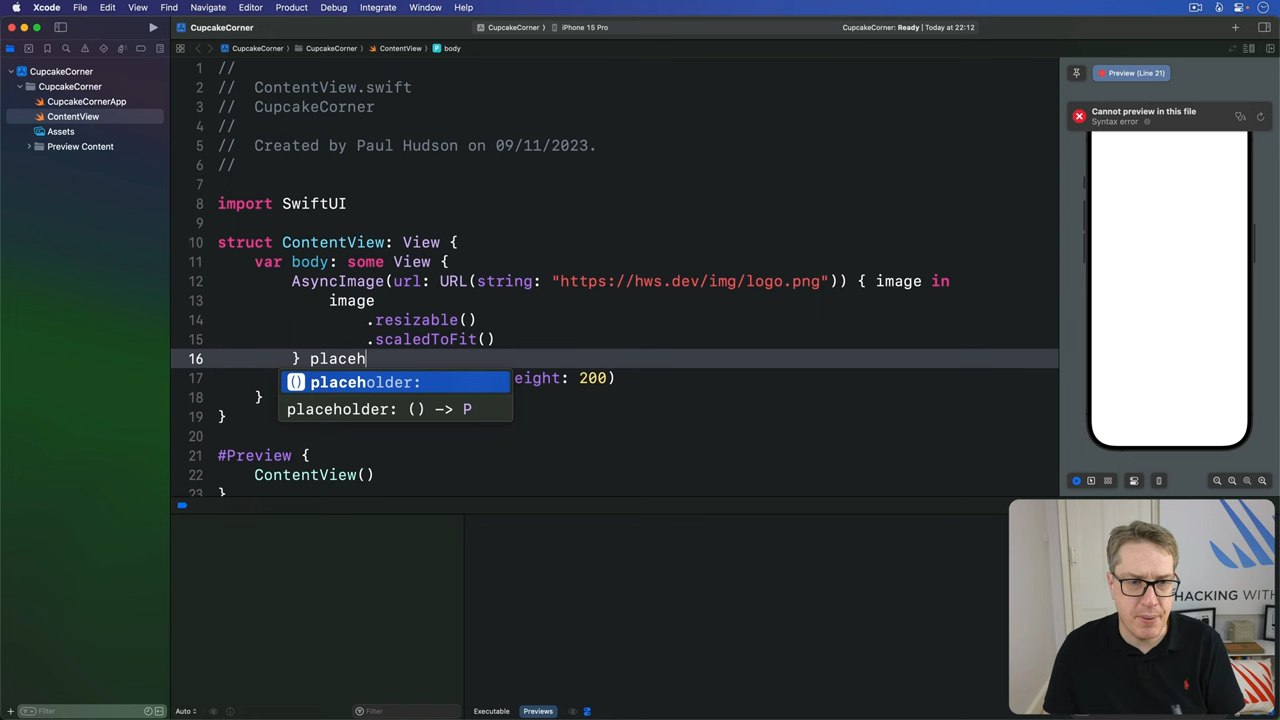 Xcode File Edit View Find Navigate Editor Product Debug Integrate Window Help
CupcakeCorner
CupcakeCorner > iPhone 15 Pro
CupcakeCorner: Ready | Today at 22:12
CupcakeCorner > CupcakeCorner > ContentView > P body
CupcakeCorner
CupcakeCorner
CupcakeCornerApp
ContentView
Assets
Preview Content
1 //
2 //  ContentView.swift
3 //  CupcakeCorner
4 //
5 //  Created by Paul Hudson on 09/11/2023.
6 //
7
8 import SwiftUI
9
10 struct ContentView: View {
11     var body: some View {
12         AsyncImage(url: URL(string: "https://hws.dev/img/logo.png")) { image in
13             image
14                 .resizable()
15                 .scaledToFit()
16         } placeh
() placeholder:
17 eight: 200)
placeholder: () -> P
18     }
19 }
20
21 #Preview {
22     ContentView()
23 }
Preview (Line 21)
Cannot preview in this file
Syntax error
HACKING WITH
Filter
Auto
Filter
Executable Previews